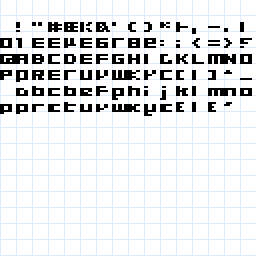 ! " # $ % & ' ( ) * + , - . /
0 1 2 3 4 5 6 7 8 9 : ; < = > ?
@ A B C D E F G H I J K L M N O
P Q R S T U V W X Y Z [ \ ] ^ _
a b c d e f g h i j k l m n o
p q r s t u v w x y z { | } ~